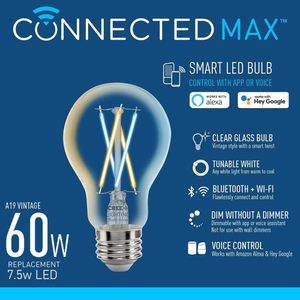 CONNECTED MAX™
SMART LED BULB
CONTROL WITH APP OR VOICE
WORKS WITH
alexa
works with
Hey Google
CLEAR GLASS BULB
Vintage style with a smart twist
TUNABLE WHITE
Any white light from warm to cool
BLUETOOTH + WI-FI
Flawlessly connect and control
DIM WITHOUT A DIMMER
Dimmable with app or voice assistant
Not for use with wall dimmers
VOICE CONTROL
Works with Amazon Alexa & Hey Google
A19 VINTAGE
60W
REPLACEMENT
7.5w LED